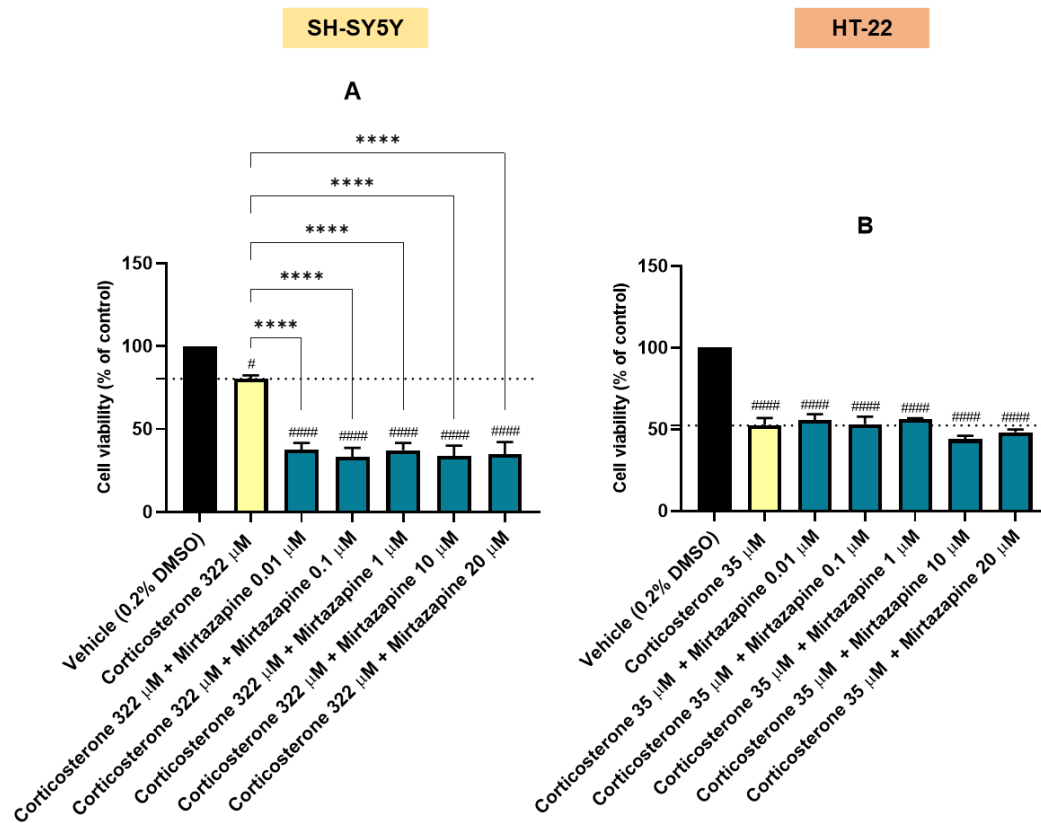 SH-SY5Y
HT-22
A
****
****
****
****
****
#
####
####
####
####
####
Cell viability (% of control)
150
100
50
0
Vehicle (0.2% DMSO)
Corticosterone 322 μM
Corticosterone 322 μM + Mirtazapine 0.01 μM
Corticosterone 322 μM + Mirtazapine 0.1 μM
Corticosterone 322 μM + Mirtazapine 1 μM
Corticosterone 322 μM + Mirtazapine 10 μM
Corticosterone 322 μM + Mirtazapine 20 μM
B
####
####
####
####
####
####
Cell viability (% of control)
150
100
50
0
Vehicle (0.2% DMSO)
Corticosterone 35 μM
Corticosterone 35 μM + Mirtazapine 0.01 μM
Corticosterone 35 μM + Mirtazapine 0.1 μM
Corticosterone 35 μM + Mirtazapine 1 μM
Corticosterone 35 μM + Mirtazapine 10 μM
Corticosterone 35 μM + Mirtazapine 20 μM